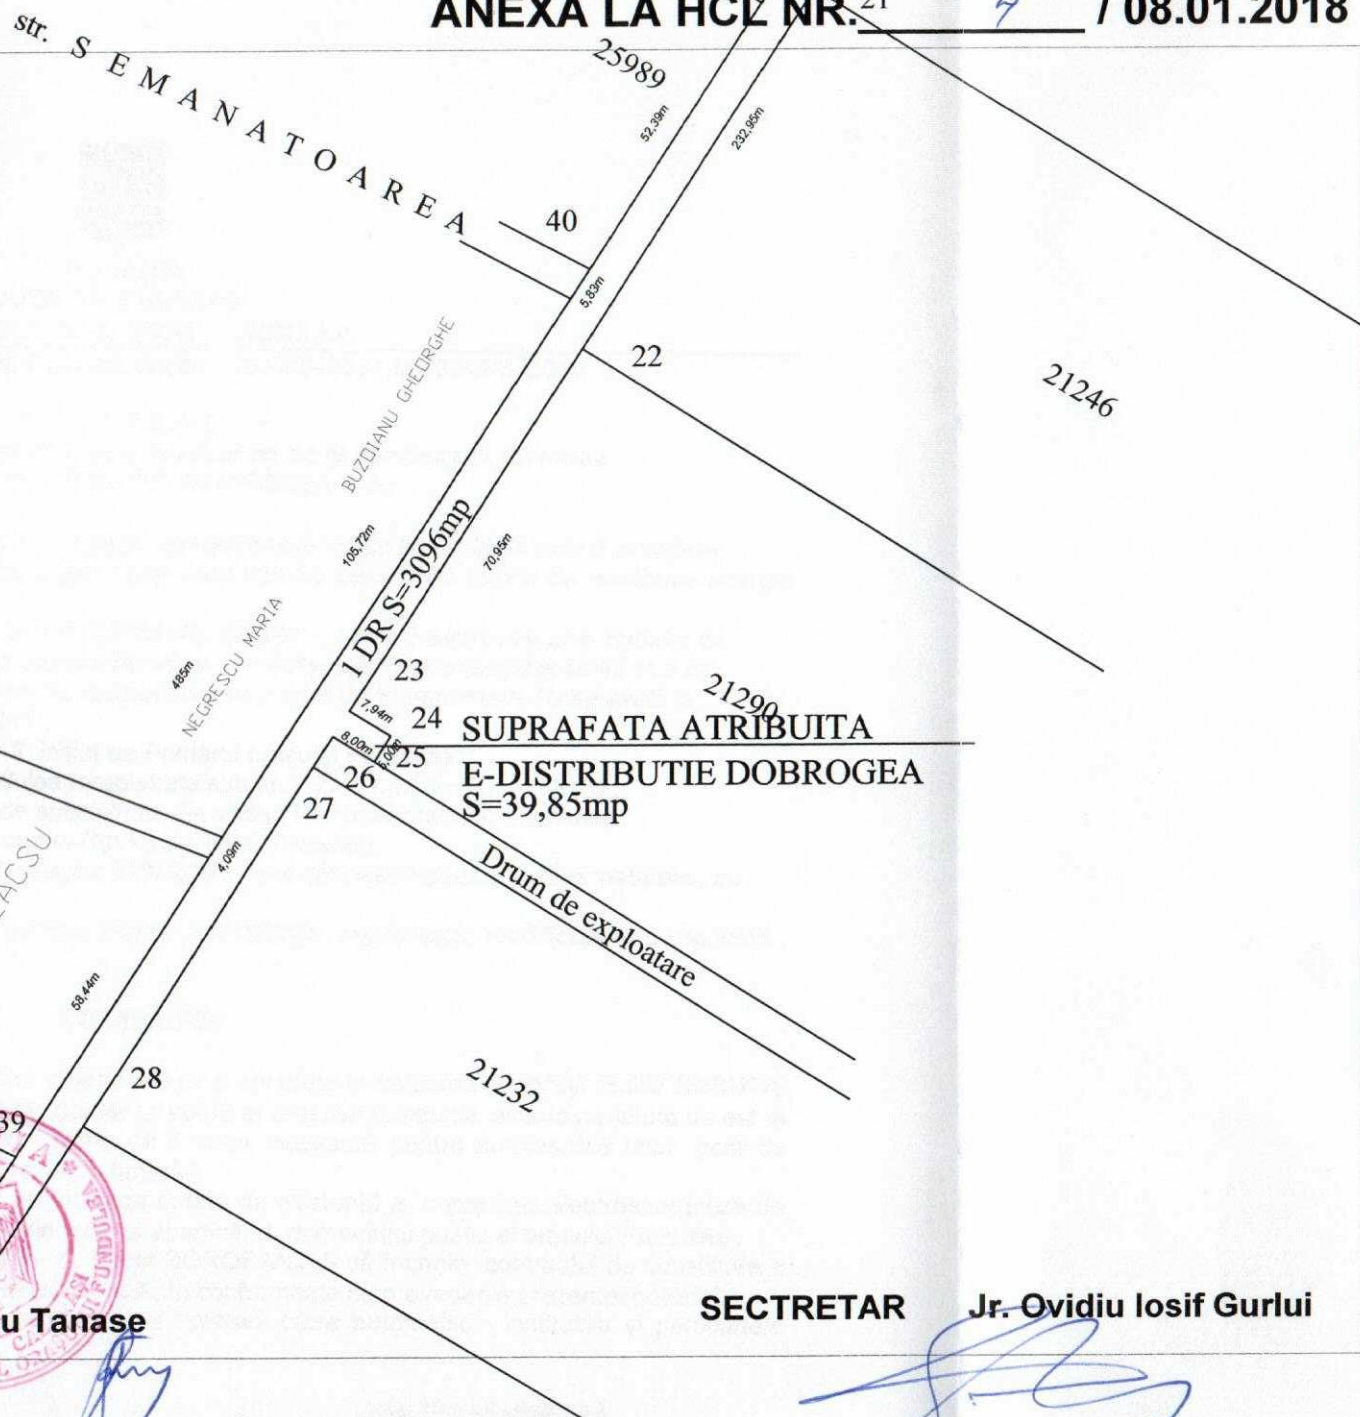 ANEXA LA HCL NR. 4 / 08.01.2018
21
str. SEMANATOAREA
25989
52,39m
232,95m
40
5,83m
22
21246
BUZOIANU GHEORGHE
105,72m
1 DR S=3096mp
70,95m
NEGRESCU MARIA
485m
23
7,94m
24
21290
SUPRAFATA ATRIBUITA
8,00m
25
E-DISTRIBUTIE DOBROGEA
26
S=39,85mp
27
4,09m
Drum de exploatare
58,44m
28
21232
39
SECTRETAR Jr. Ovidiu Iosif Gurlui
u Tanase